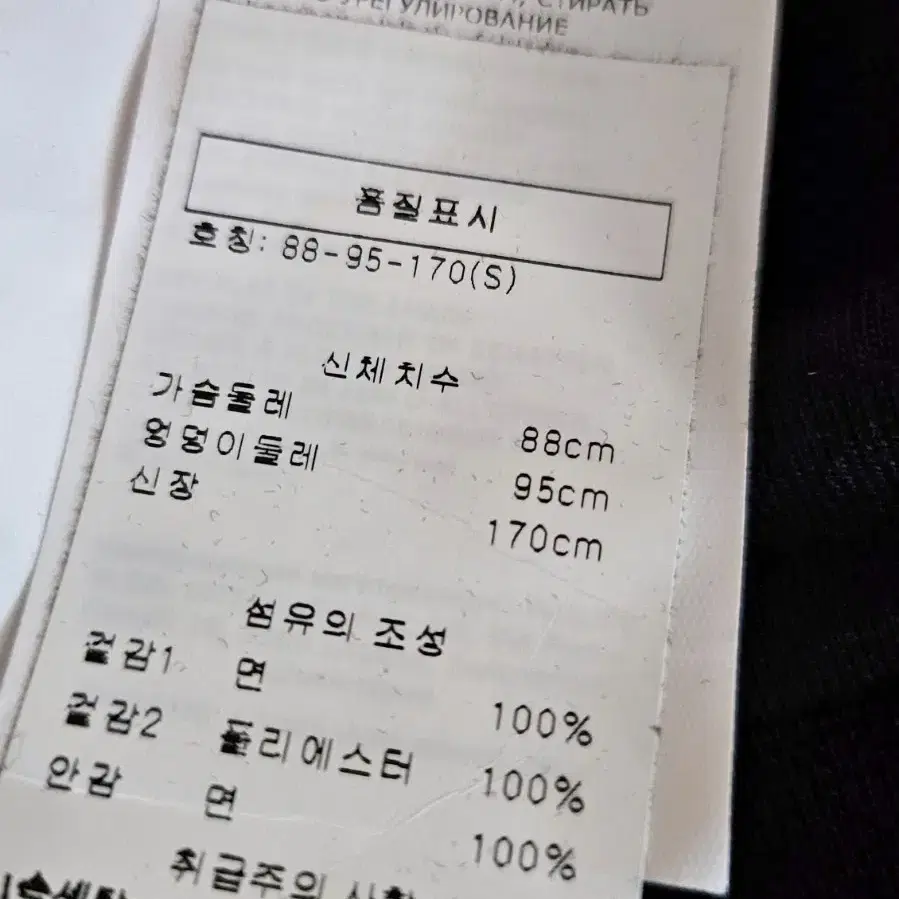 СТИРАТЬ
РЕГУЛИРОВАНИЕ
품질표시
호칭: 88-95-170(S)
신체치수
가슴둘레 88cm
엉덩이둘레 95cm
신장 170cm
섬유의 조성
겉감1 면 100%
겉감2 폴리에스터 100%
안감 면 100%
취급주의 사항